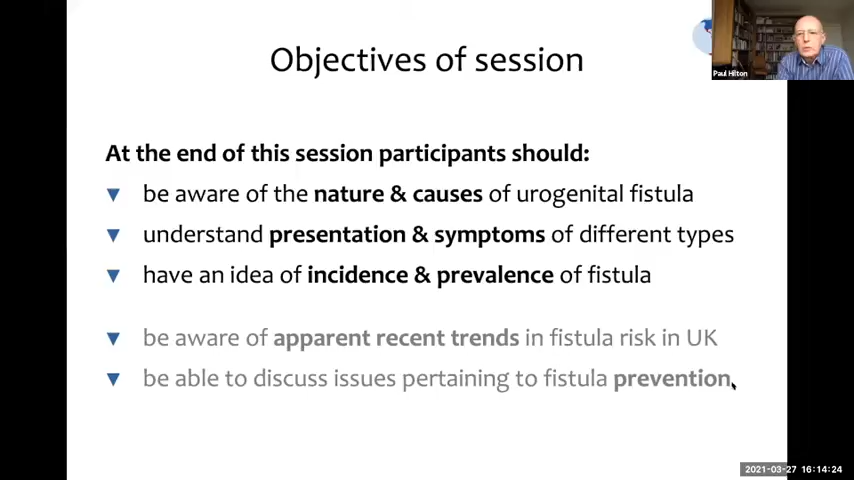 Objectives of session
Paul Hilton
At the end of this session participants should:
be aware of the nature & causes of urogenital fistula
understand presentation & symptoms of different types
have an idea of incidence & prevalence of fistula
be aware of apparent recent trends in fistula risk in UK
be able to discuss issues pertaining to fistula prevention.
2021-03-27 16:14:24